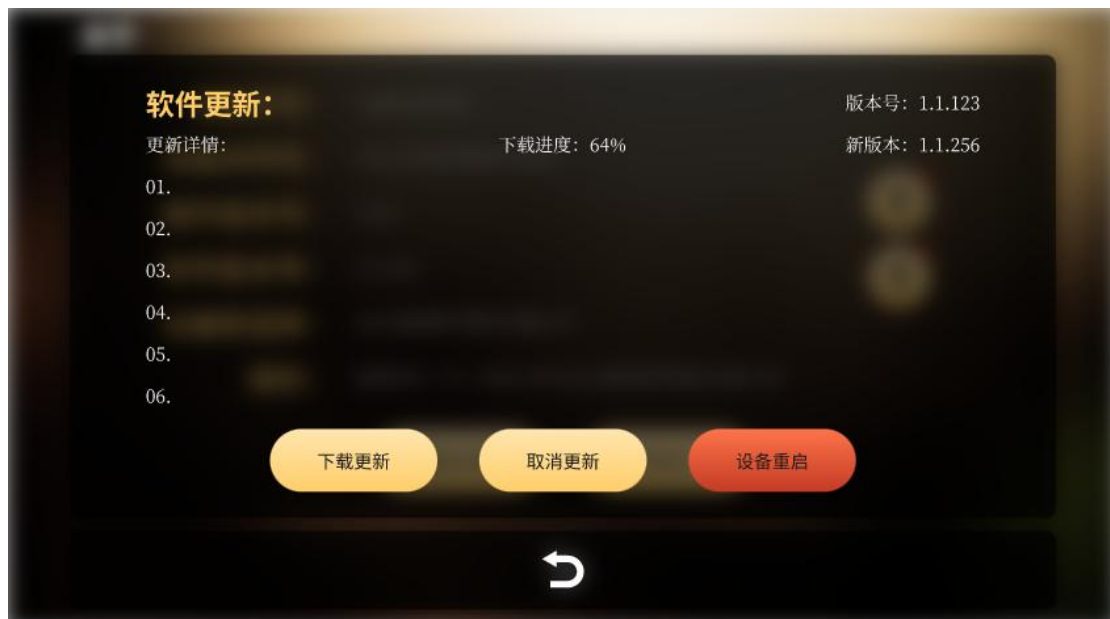 软件更新：
版本号：1.1.123
更新详情：
下载进度：64%
新版本：1.1.256
01.
02.
03.
04.
05.
06.
下载更新
取消更新
设备重启